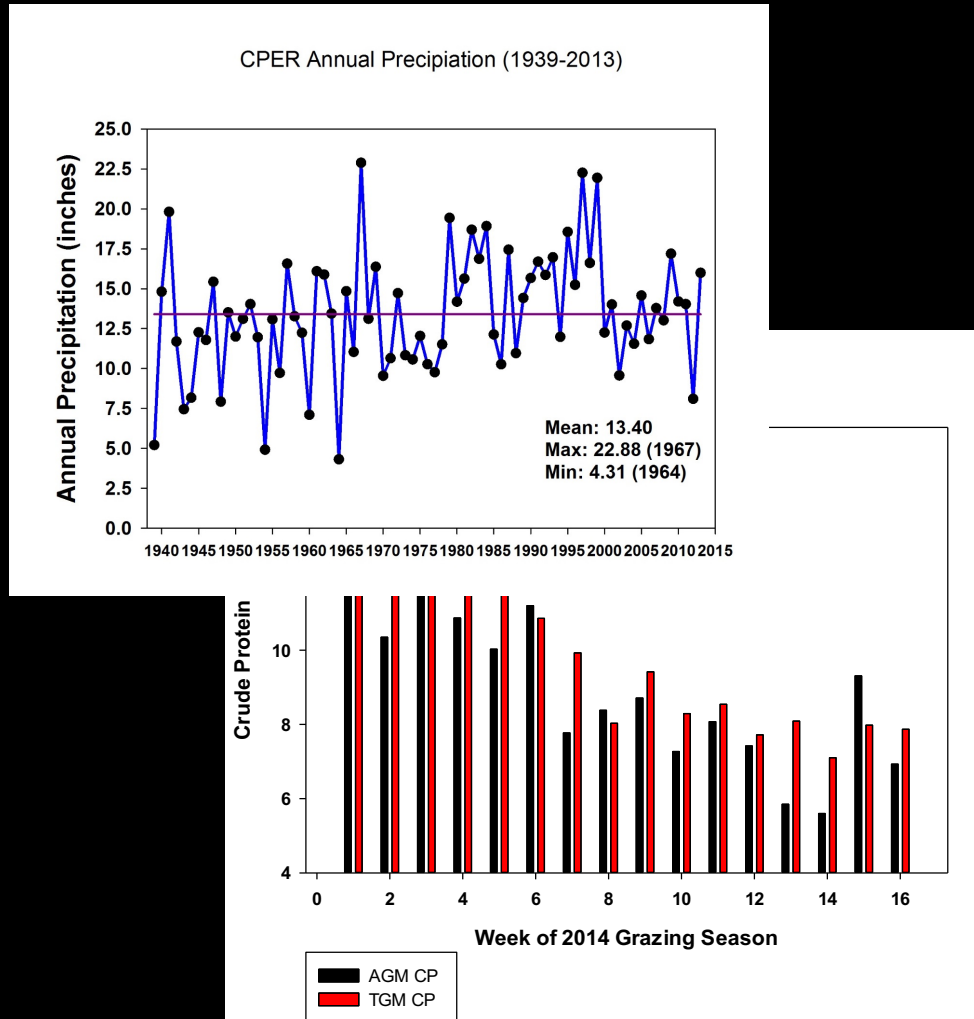 CPER Annual Precipiation (1939-2013)
Annual Precipitation (inches)
25.0
22.5
20.0
17.5
15.0
12.5
10.0
7.5
5.0
2.5
0.0
Mean: 13.40
Max: 22.88 (1967)
Min: 4.31 (1964)
1940 1945 1950 1955 1960 1965 1970 1975 1980 1985 1990 1995 2000 2005 2010 2015
Crude Protein
10
8
6
4
0 2 4 6 8 10 12 14 16
Week of 2014 Grazing Season
AGM CP
TGM CP